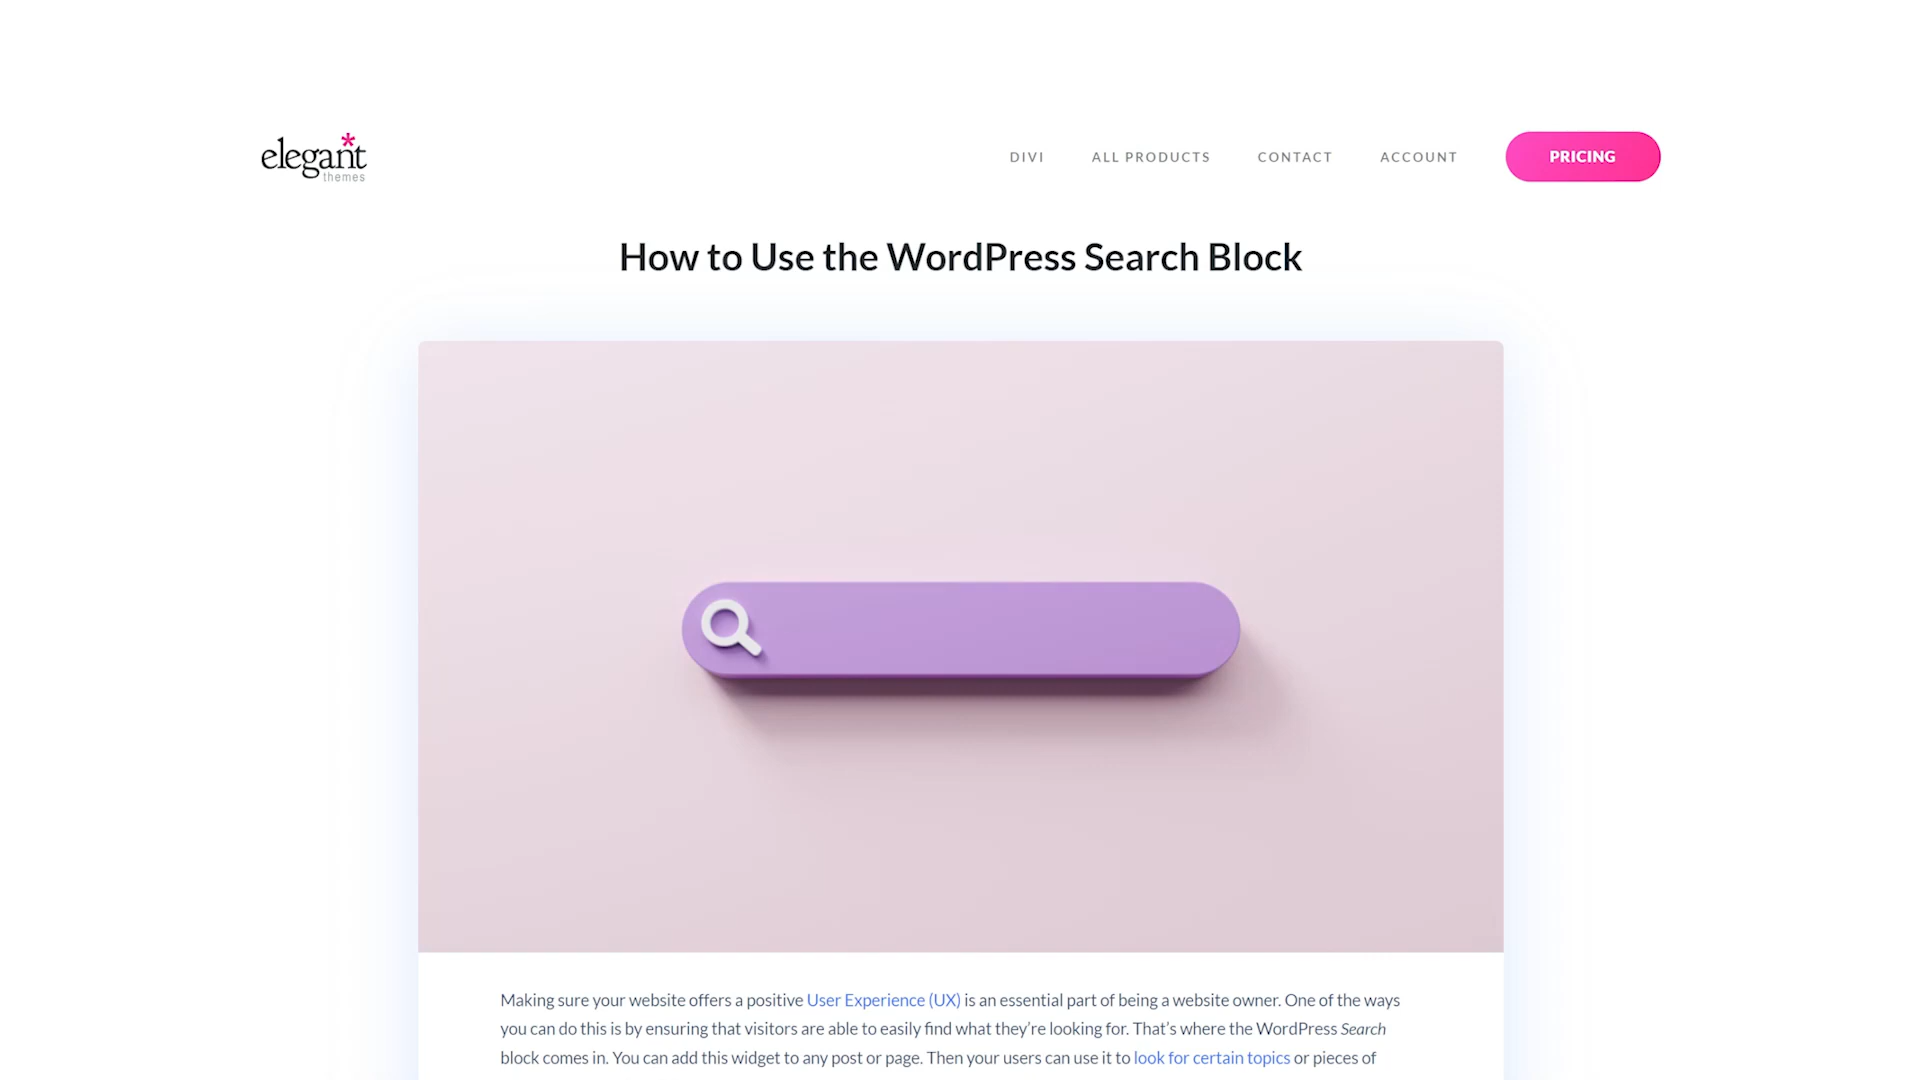 elegant themes
DIVI ALL PRODUCTS CONTACT ACCOUNT PRICING
How to Use the WordPress Search Block
Making sure your website offers a positive User Experience (UX) is an essential part of being a website owner. One of the ways
you can do this is by ensuring that visitors are able to easily find what they’re looking for. That’s where the WordPress Search
block comes in. You can add this widget to any post or page. Then your users can use it to look for certain topics or pieces of